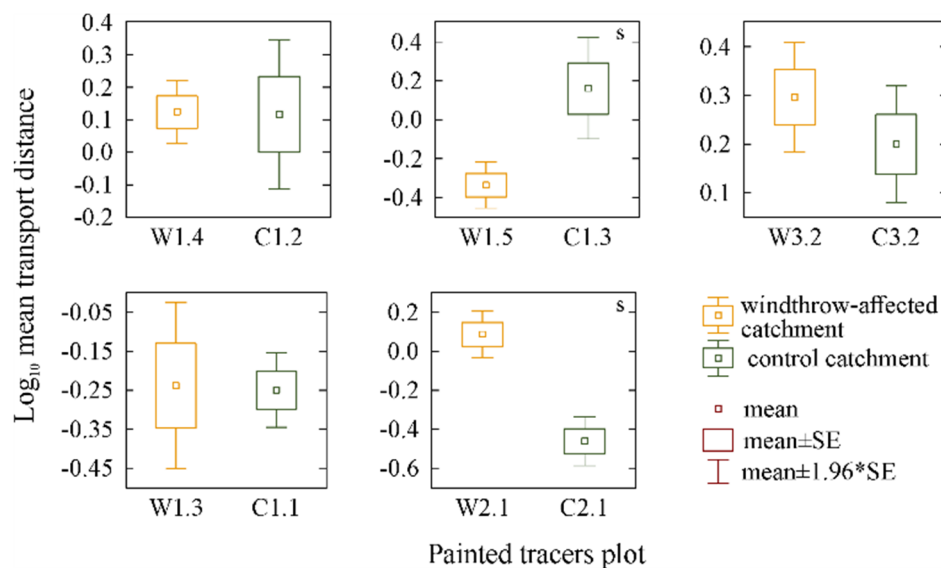 Log10 mean transport distance
0.4
0.3
0.2
0.1
0.0
-0.1
-0.2
W1.4 C1.2
s
0.4
0.2
0.0
-0.2
-0.4
W1.5 C1.3
0.4
0.3
0.2
0.1
W3.2 C3.2
-0.05
-0.15
-0.25
-0.35
-0.45
W1.3 C1.1
s
0.2
0.0
-0.2
-0.4
-0.6
W2.1 C2.1
windthrow-affected
catchment
control catchment
mean
mean±SE
mean±1.96*SE
Painted tracers plot